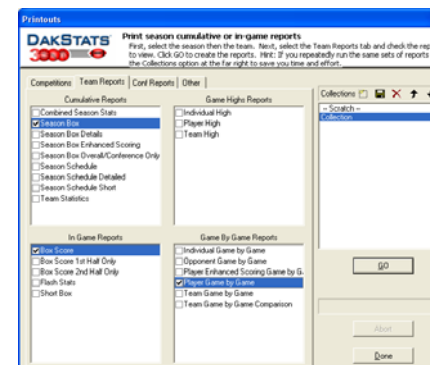 Printouts
DAKSTATS
3000
Print season cumulative or in-game reports
First, select the season then the team. Next, select the Team Reports tab and check the rep
to view. Click GO to create the reports. Hint: If you repeatedly run the same sets of reports
the Collections option at the far right to save you time and effort.
Competitions Team Reports Conf Reports Other
Collections
Cumulative Reports
Combined Season Stats
Season Box
Season Box Details
Season Box Enhanced Scoring
Season Box Overall/Conference Only
Season Schedule
Season Schedule Detailed
Season Schedule Short
Team Statistics
Game Highs Reports
Individual High
Player High
Team High
-- Scratch --
Collection
In Game Reports
Box Score
Box Score 1st Half Only
Box Score 2nd Half Only
Flash Stats
Short Box
Game By Game Reports
Individual Game by Game
Opponent Game by Game
Player Enhanced Scoring Game by G.
Player Game by Game
Team Game by Game
Team Game by Game Comparison
GO
Abort
Done